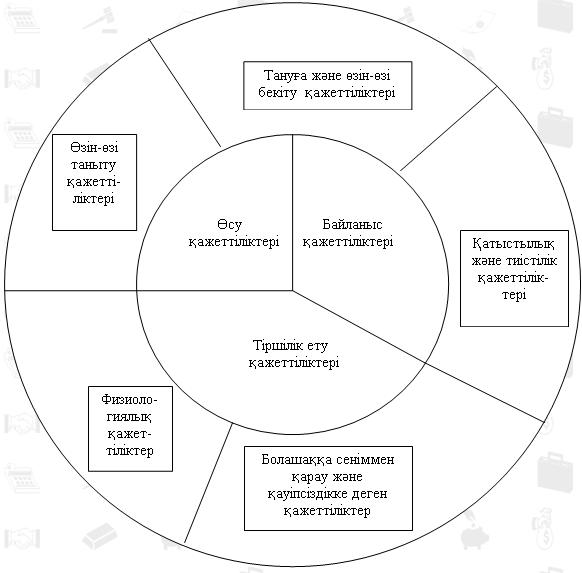 Тануға және өзін-өзі
бекіту қажеттіліктері
Өзін-өзі
таныту
қажетті-
ліктері
Өсу
қажеттіліктері
Байланыс
қажеттіліктері
Қатыстылық
және тиістілік
қажеттілік-
тері
Тіршілік ету
қажеттіліктері
Физиоло-
гиялық
қажет-
тіліктер
Болашаққа сеніммен
қарау және
қауіпсіздікке деген
қажеттіліктер